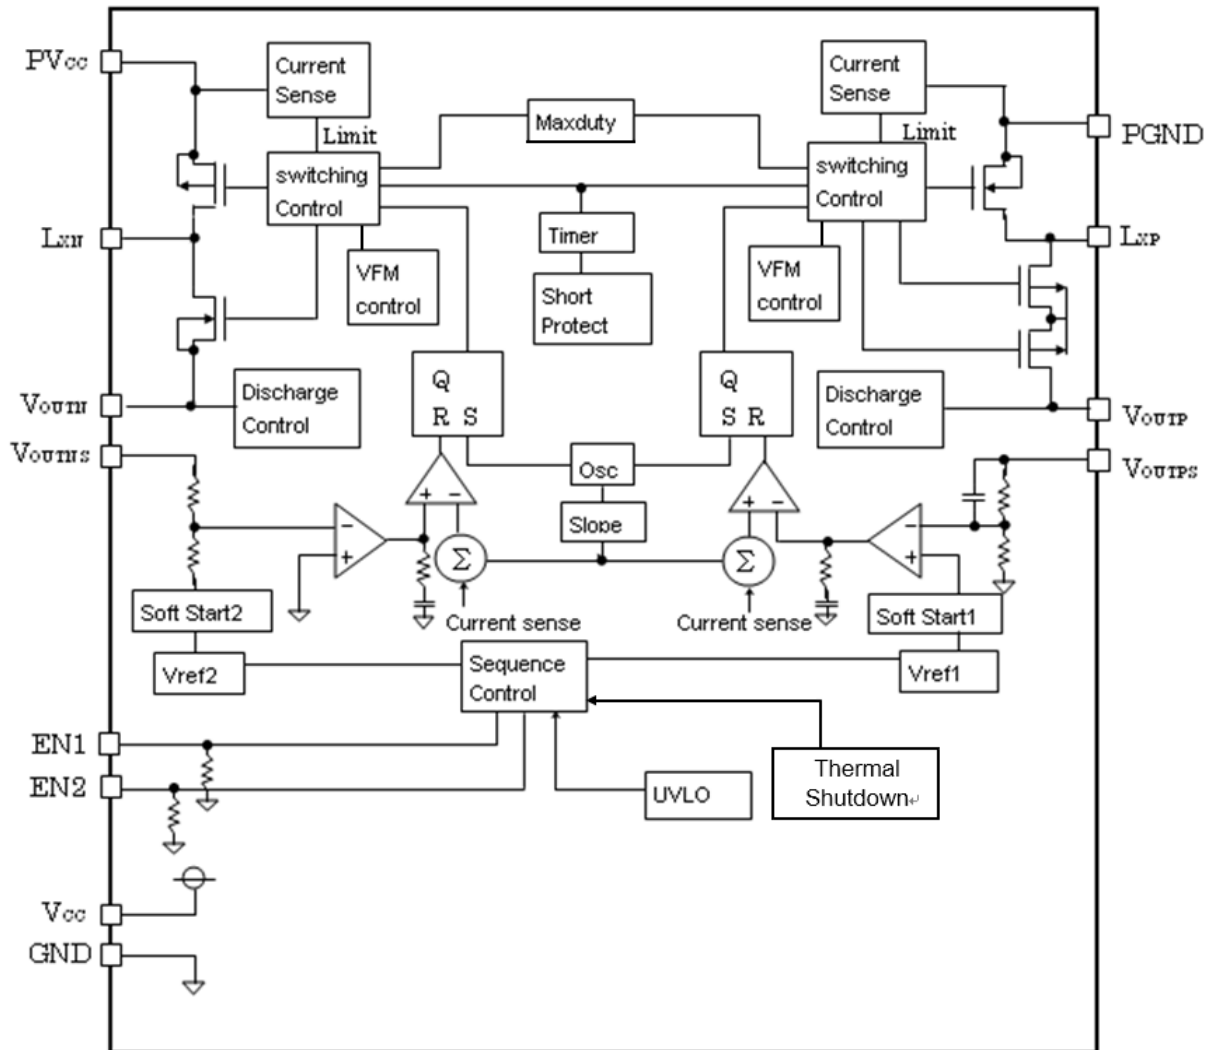 PVCC
Current
Sense
Limit
switching
Control
Maxduty
Current
Sense
Limit
switching
Control
PGND
LXN
VFM
control
Timer
Short
Protect
VFM
control
LXP
VOUTN
Discharge
Control
Q
R S
Q
S R
Discharge
Control
VOUTP
VOUTNS
Osc
Slope
VOUTPS
+ −
+ −
−
+
−
+
Σ
Σ
Soft Start2
Current sense
Current sense
Soft Start1
Vref2
Sequence
Control
Vref1
EN1
EN2
UVLO
Thermal
Shutdown↵
VCC
GND